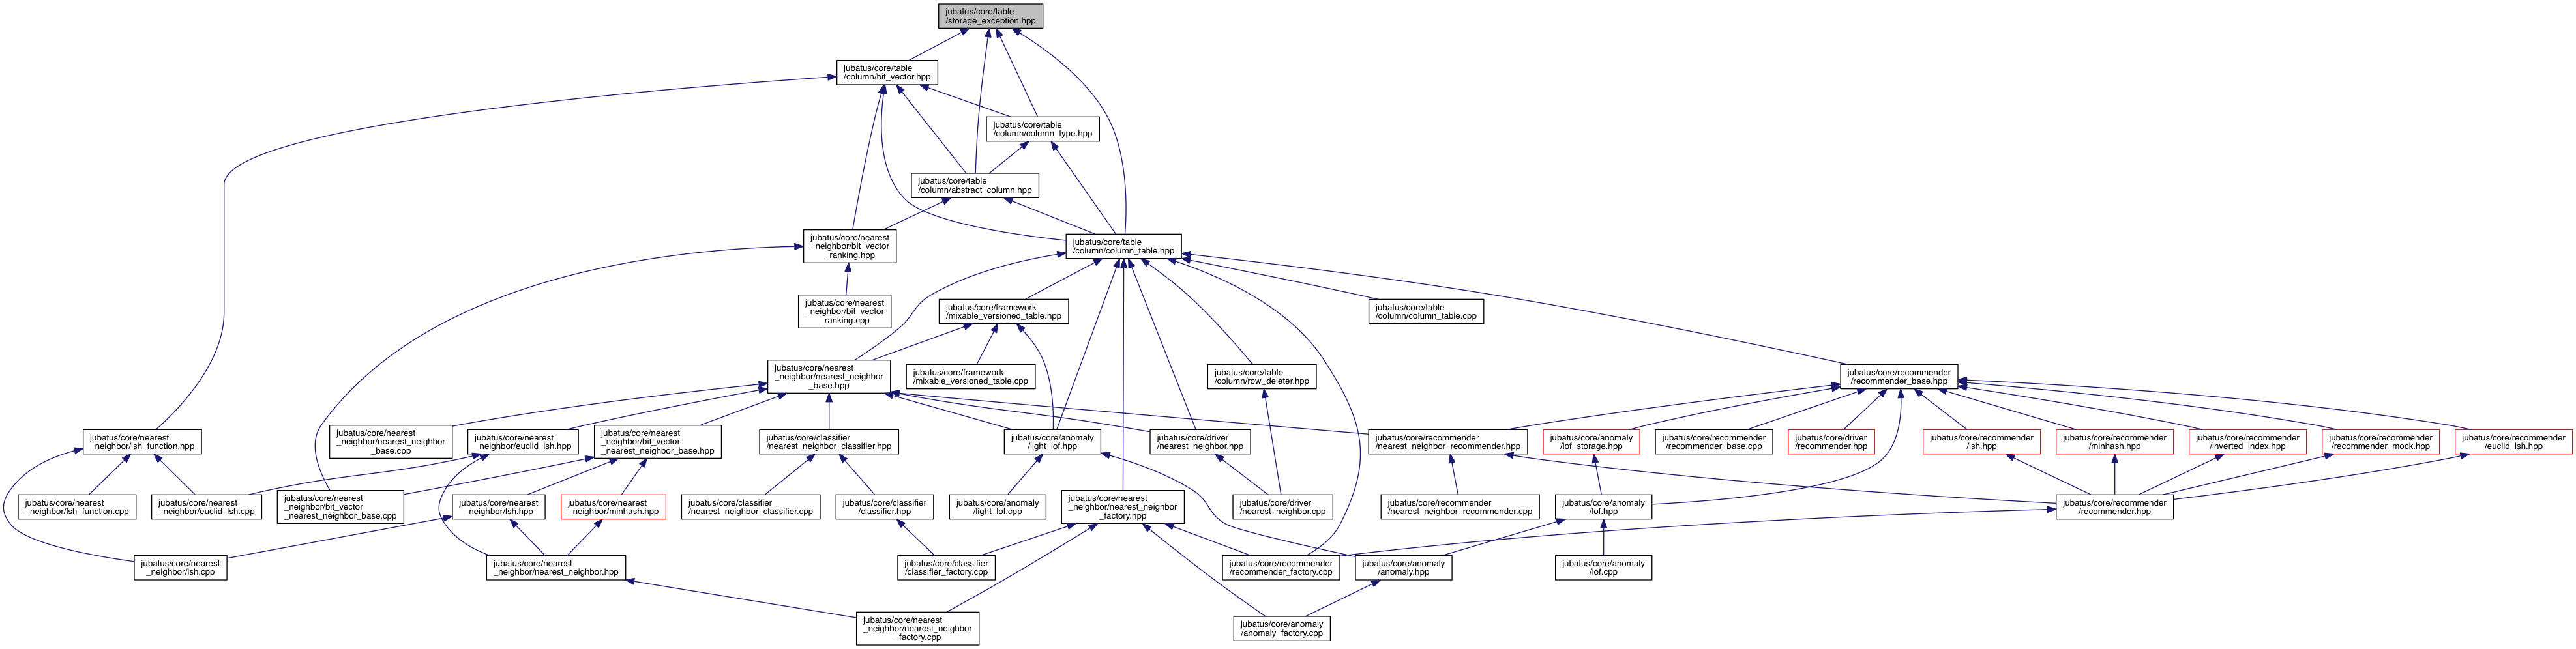 jubatus/core/table
/storage_exception.hpp
jubatus/core/table
/column/bit_vector.hpp
jubatus/core/table
/column/column_type.hpp
jubatus/core/table
/column/abstract_column.hpp
jubatus/core/nearest
_neighbor/bit_vector
_ranking.hpp
jubatus/core/table
/column/column_table.hpp
jubatus/core/nearest
_neighbor/bit_vector
_ranking.cpp
jubatus/core/framework
/mixable_versioned_table.hpp
jubatus/core/table
/column/column_table.cpp
jubatus/core/nearest
_neighbor/nearest_neighbor
_base.hpp
jubatus/core/framework
/mixable_versioned_table.cpp
jubatus/core/table
/column/row_deleter.hpp
jubatus/core/recommender
/recommender_base.hpp
jubatus/core/nearest
_neighbor/lsh_function.hpp
jubatus/core/nearest
_neighbor/nearest_neighbor
_base.cpp
jubatus/core/nearest
_neighbor/euclid_lsh.hpp
jubatus/core/nearest
_neighbor/bit_vector
_nearest_neighbor_base.hpp
jubatus/core/classifier
/nearest_neighbor_classifier.hpp
jubatus/core/anomaly
/light_lof.hpp
jubatus/core/driver
/nearest_neighbor.hpp
jubatus/core/recommender
/nearest_neighbor_recommender.hpp
jubatus/core/anomaly
/lof_storage.hpp
jubatus/core/recommender
/recommender_base.cpp
jubatus/core/driver
/recommender.hpp
jubatus/core/recommender
/lsh.hpp
jubatus/core/recommender
/minhash.hpp
jubatus/core/recommender
/inverted_index.hpp
jubatus/core/recommender
/recommender_mock.hpp
jubatus/core/recommender
/euclid_lsh.hpp
jubatus/core/nearest
_neighbor/lsh_function.cpp
jubatus/core/nearest
_neighbor/euclid_lsh.cpp
jubatus/core/nearest
_neighbor/bit_vector
_nearest_neighbor_base.cpp
jubatus/core/nearest
_neighbor/lsh.hpp
jubatus/core/nearest
_neighbor/minhash.hpp
jubatus/core/classifier
/nearest_neighbor_classifier.cpp
jubatus/core/classifier
/classifier.hpp
jubatus/core/anomaly
/light_lof.cpp
jubatus/core/nearest
_neighbor/nearest_neighbor
_factory.hpp
jubatus/core/driver
/nearest_neighbor.cpp
jubatus/core/recommender
/nearest_neighbor_recommender.cpp
jubatus/core/anomaly
/lof.hpp
jubatus/core/recommender
/recommender.hpp
jubatus/core/nearest
_neighbor/lsh.cpp
jubatus/core/nearest
_neighbor/nearest_neighbor.hpp
jubatus/core/classifier
/classifier_factory.cpp
jubatus/core/recommender
/recommender_factory.cpp
jubatus/core/anomaly
/anomaly.hpp
jubatus/core/anomaly
/lof.cpp
jubatus/core/nearest
_neighbor/nearest_neighbor
_factory.cpp
jubatus/core/anomaly
/anomaly_factory.cpp